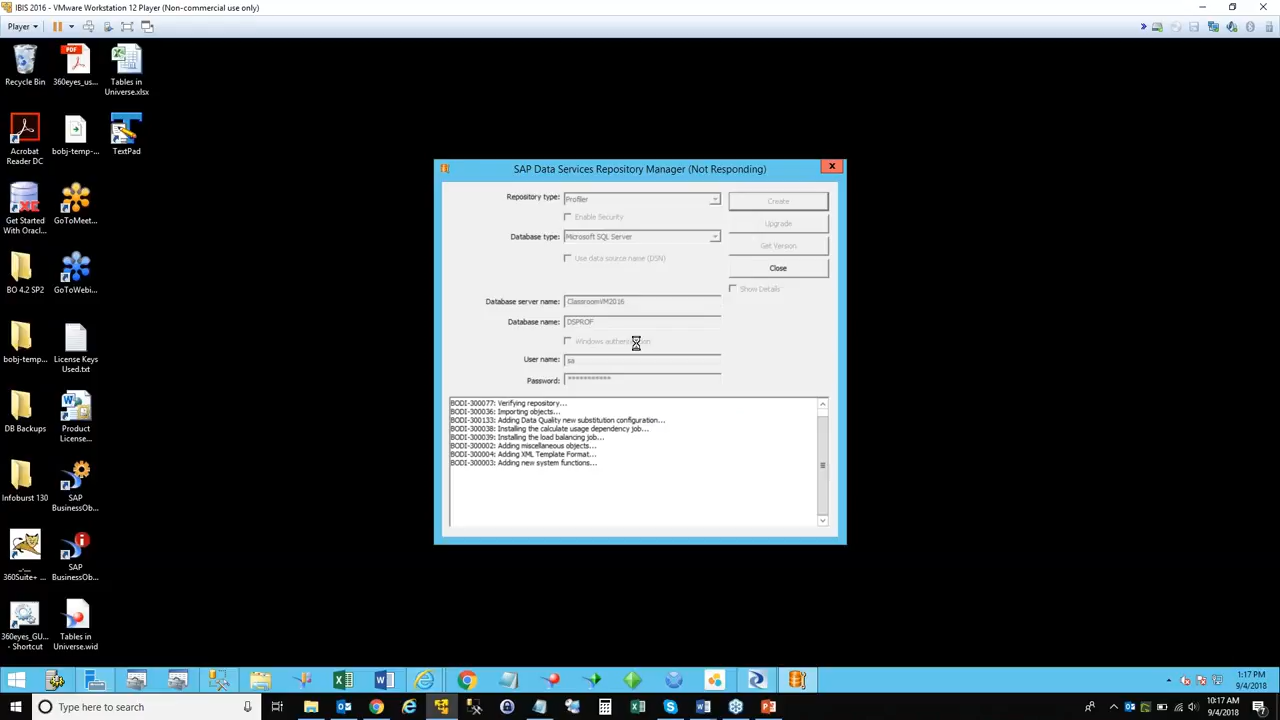 IBIS 2016 - VMware Workstation 12 Player (Non-commercial use only)
Player
Recycle Bin
360eyes_us...
Tables in
Universe.xlsx
Acrobat
Reader DC
bobj-temp-...
TextPad
Get Started
With Oracl...
GoToMeet...
BO 4.2 SP2
GoToWebi...
bobj-temp...
License Keys
Used.txt
DB Backups
Product
License...
Infoburst 130
SAP
BusinessOb...
360Suite+ ...
SAP
BusinessOb...
360eyes_GU...
- Shortcut
Tables in
Universe.wid
SAP Data Services Repository Manager (Not Responding)
Repository type: Profiler
Create
Enable Security
Upgrade
Database type: Microsoft SQL Server
Get Version
Use data source name (DSN)
Close
Show Details
Database server name: ClassroomVM2016
Database name: DSPROF
User name: sa
Password: ***********
BODI-300077: Verifying repository...
BODI-300036: Importing objects...
BODI-300133: Adding Data Quality new substitution configuration...
BODI-300038: Installing the calculate usage dependency job...
BODI-300039: Installing the load balancing job...
BODI-300002: Adding miscellaneous objects...
BODI-300004: Adding XML Template Format...
BODI-300003: Adding new system functions...
1:17 PM
9/4/2018
Type here to search
10:17 AM
9/4/2018